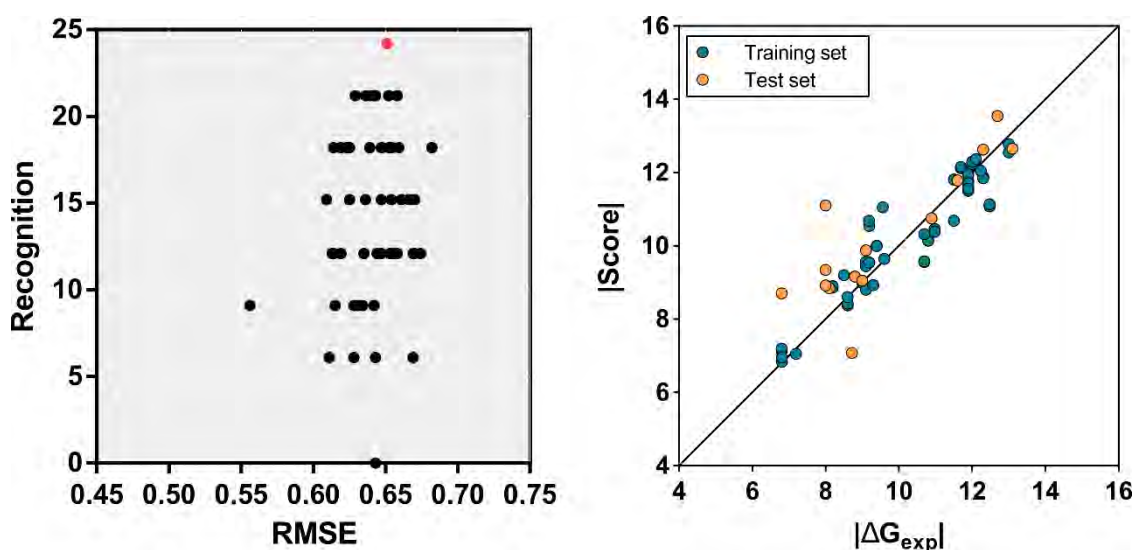 25
20
15
10
5
0
Recognition
0.45 0.50 0.55 0.60 0.65 0.70 0.75
RMSE
16
14
12
10
8
6
4
|Score|
Training set
Test set
4 6 8 10 12 14 16
|ΔG_exp|